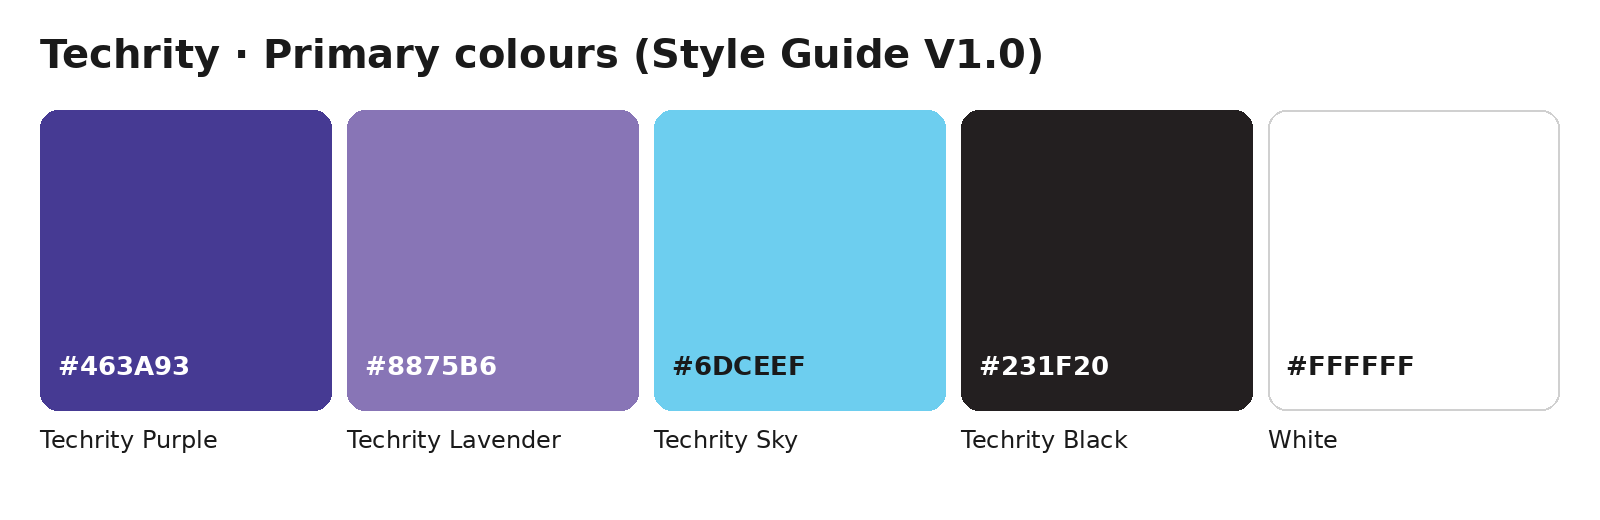 Techrity · Primary colours (Style Guide V1.0)
#463A93
#8875B6
#6DCEEF
#231F20
#FFFFFF
Techrity Purple
Techrity Lavender
Techrity Sky
Techrity Black
White